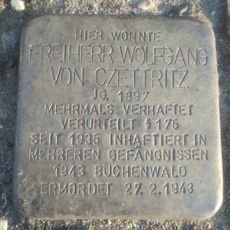 HIER WOHNTE
FREIHERR WOLFGANG
VON CZETTRITZ
JG. 1897
MEHRMALS VERHAFTET
VERURTEILT §175
SEIT 1935 INHAFTIERT IN
MEHREREN GEFÄNGNISSEN
1943 BUCHENWALD
ERMORDET 27.2.1943